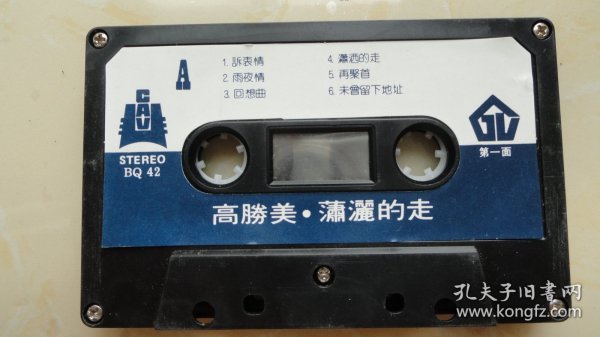 A
1. 訴衷情
2. 雨夜情
3. 回想曲
4. 瀟洒的走
5. 再聚首
6. 未曾留下地址
CAV
STEREO
BQ 42
第一面
高勝美•瀟灑的走
孔夫子旧書网
www.kongfz.com